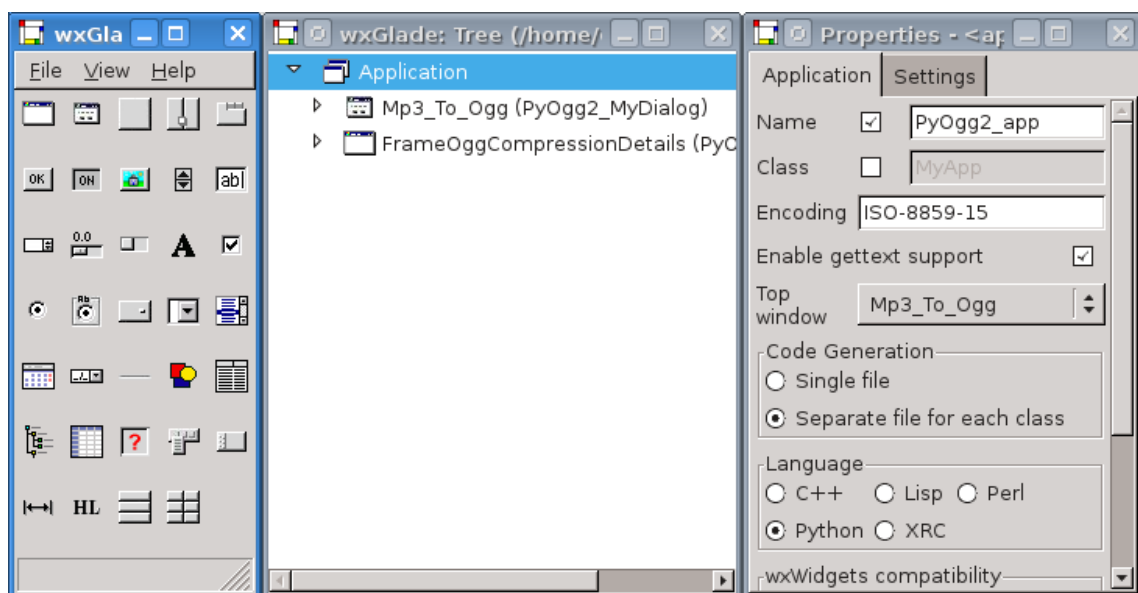 wxGla
File View Help
OK
ON
ab
0.0
A
Rb
?
HL
wxGlade: Tree (/home/
Application
Mp3_To_Ogg (PyOgg2_MyDialog)
FrameOggCompressionDetails (PyO
Properties - <ap
Application Settings
Name PyOgg2_app
Class MyApp
Encoding ISO-8859-15
Enable gettext support
Top
window Mp3_To_Ogg
Code Generation
Single file
Separate file for each class
Language
C++ Lisp Perl
Python XRC
wxWidgets compatibility